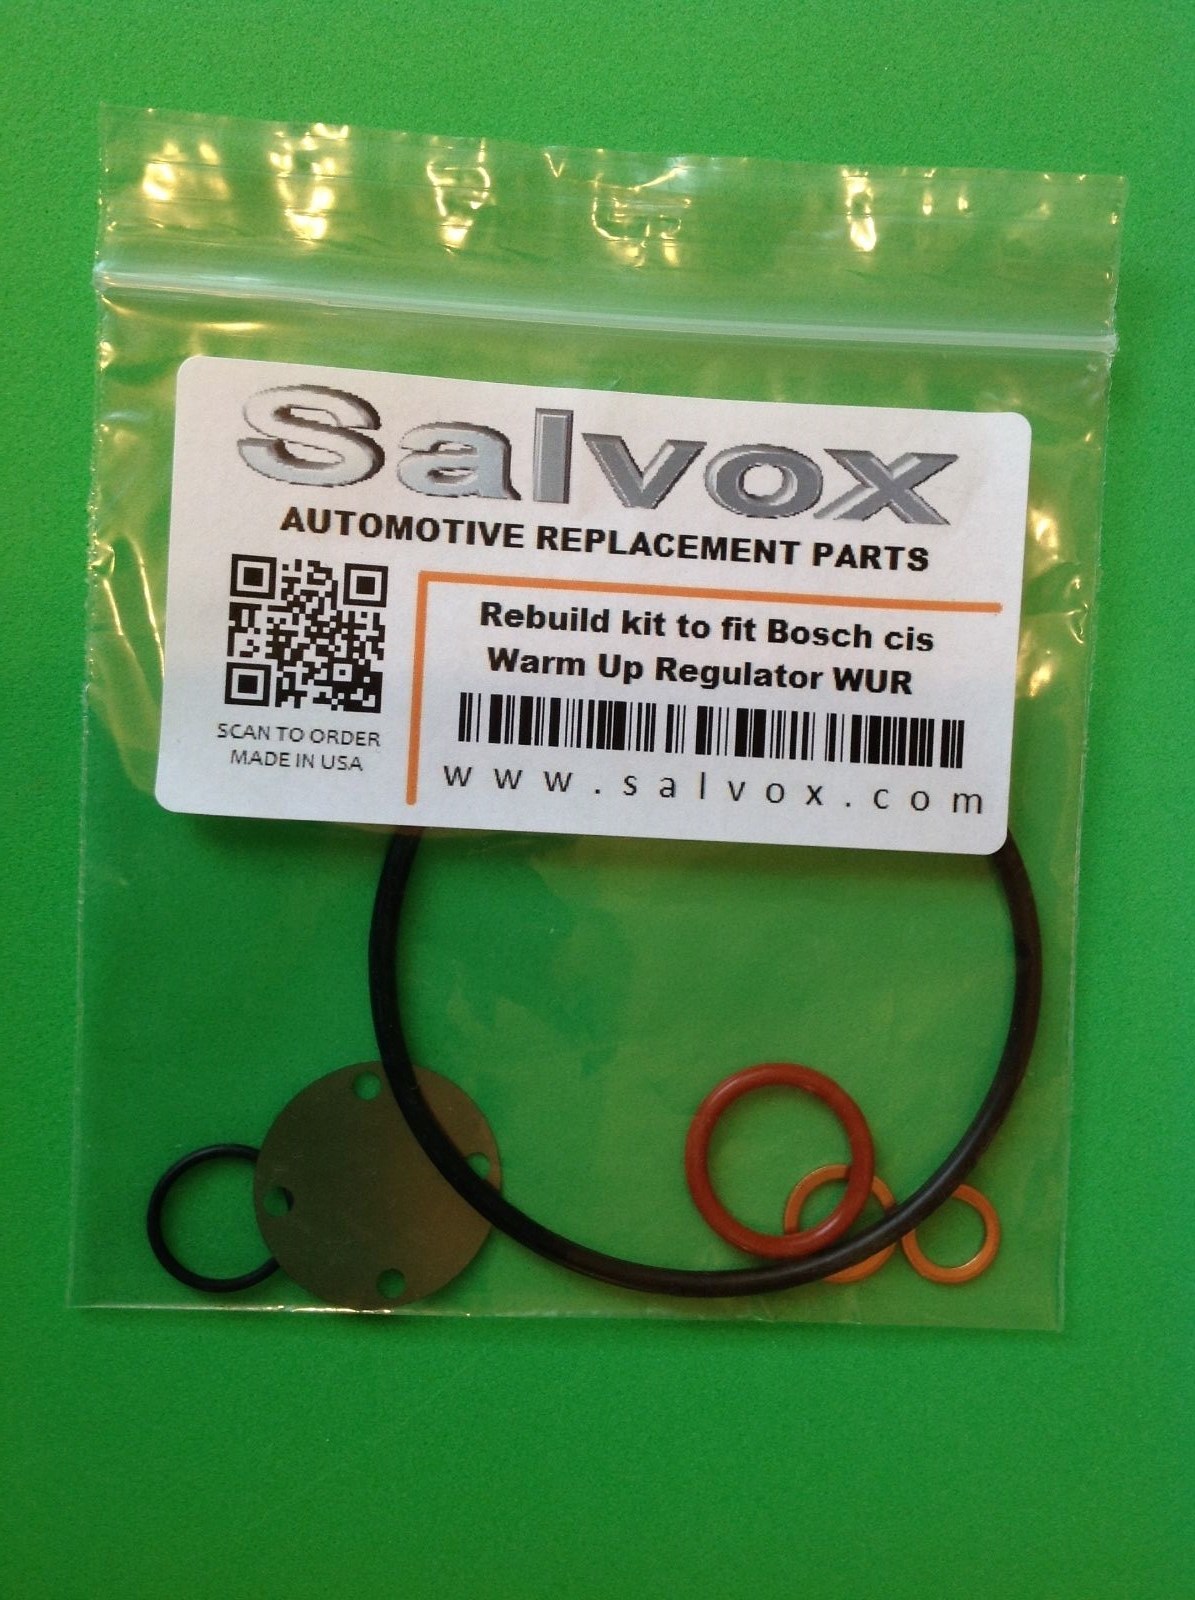 Salvox
AUTOMOTIVE REPLACEMENT PARTS
Rebuild kit to fit Bosch cis
Warm Up Regulator WUR
SCAN TO ORDER
MADE IN USA
www.salvox.com